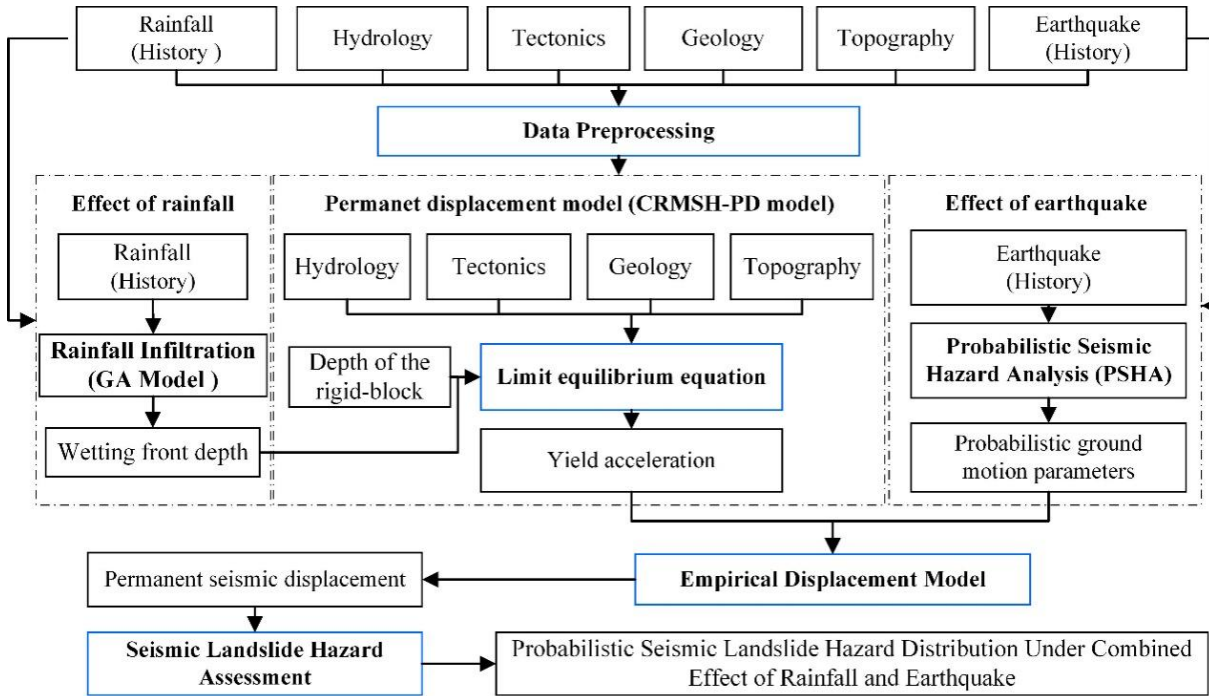 Rainfall
(History )
Hydrology
Tectonics
Geology
Topography
Earthquake
(History)
Data Preprocessing
Effect of rainfall
Permanet displacement model (CRMSH-PD model)
Effect of earthquake
Rainfall
(History)
Hydrology
Tectonics
Geology
Topography
Earthquake
(History)
Rainfall Infiltration
(GA Model )
Depth of the
rigid-block
Limit equilibrium equation
Probabilistic Seismic
Hazard Analysis (PSHA)
Wetting front depth
Yield acceleration
Probabilistic ground
motion parameters
Permanent seismic displacement
Empirical Displacement Model
Seismic Landslide Hazard
Assessment
Probabilistic Seismic Landslide Hazard Distribution Under Combined
Effect of Rainfall and Earthquake